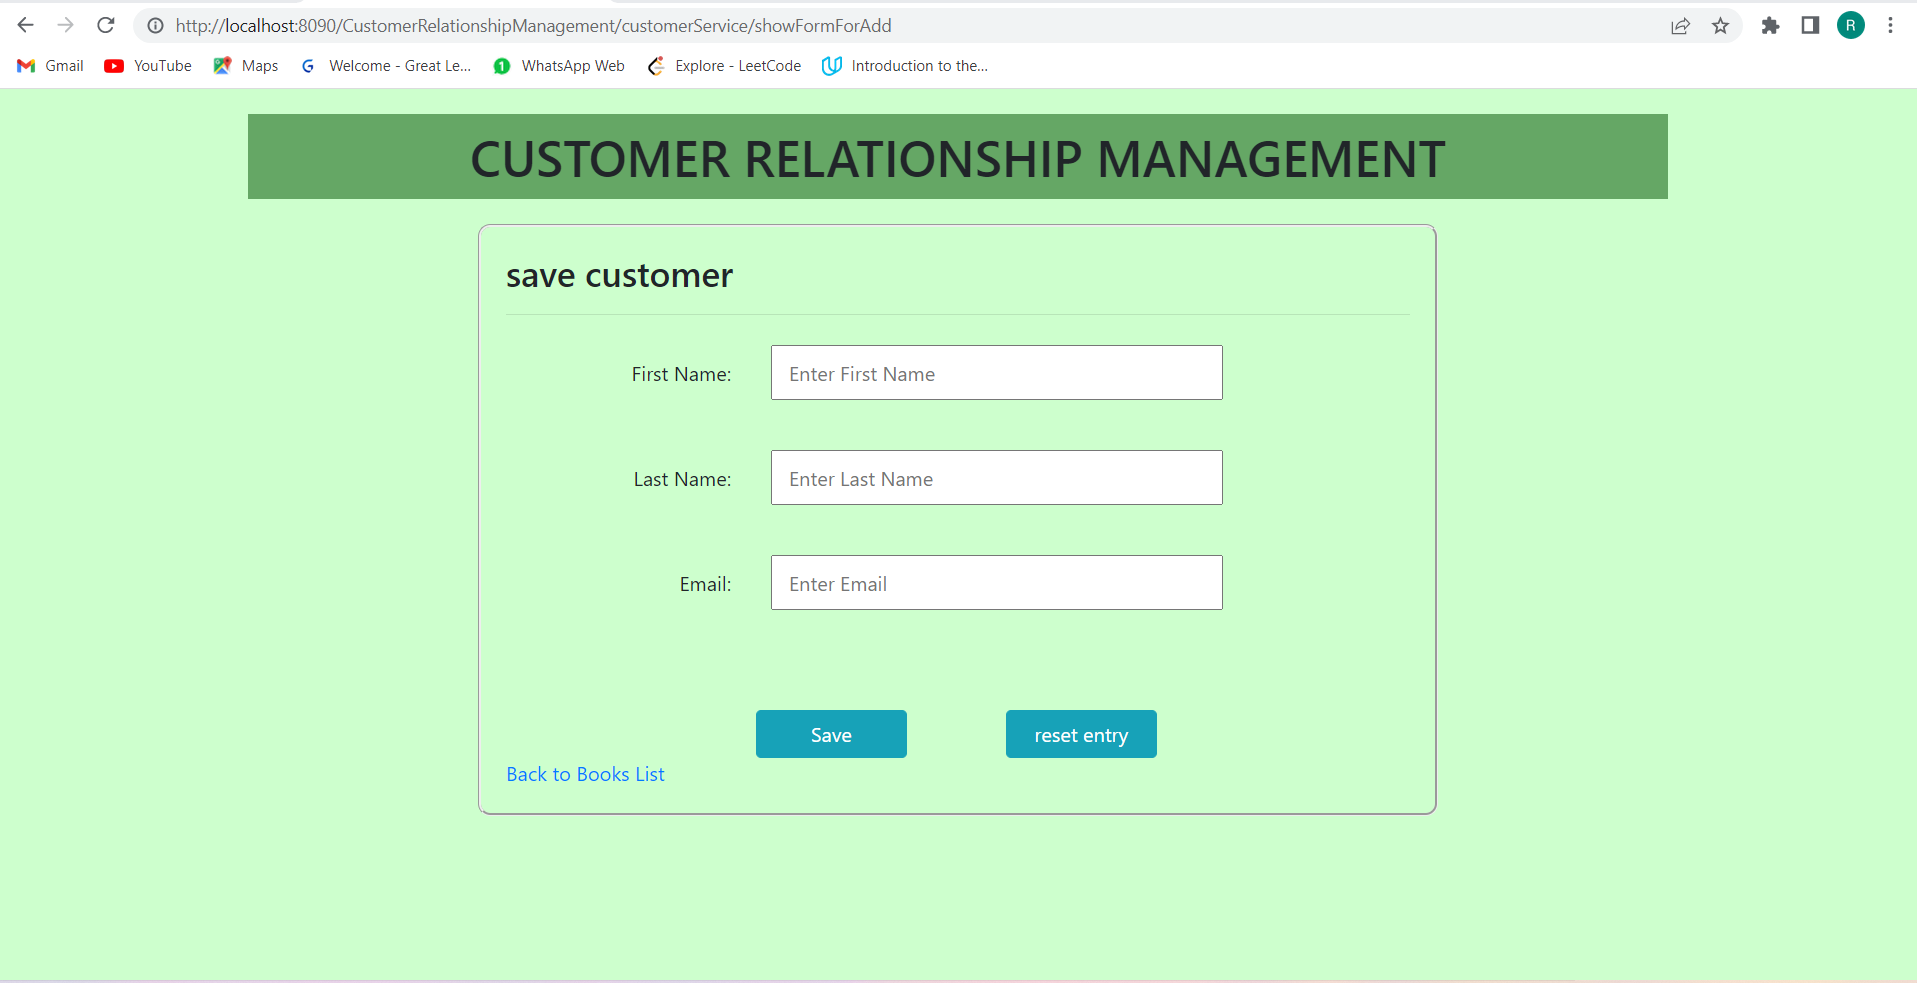 http://localhost:8090/CustomerRelationshipManagement/customerService/showFormForAdd
R
Gmail YouTube Maps G Welcome - Great Le... 1 WhatsApp Web Explore - LeetCode Introduction to the...
CUSTOMER RELATIONSHIP MANAGEMENT
save customer
First Name: Enter First Name
Last Name: Enter Last Name
Email: Enter Email
Save reset entry
Back to Books List